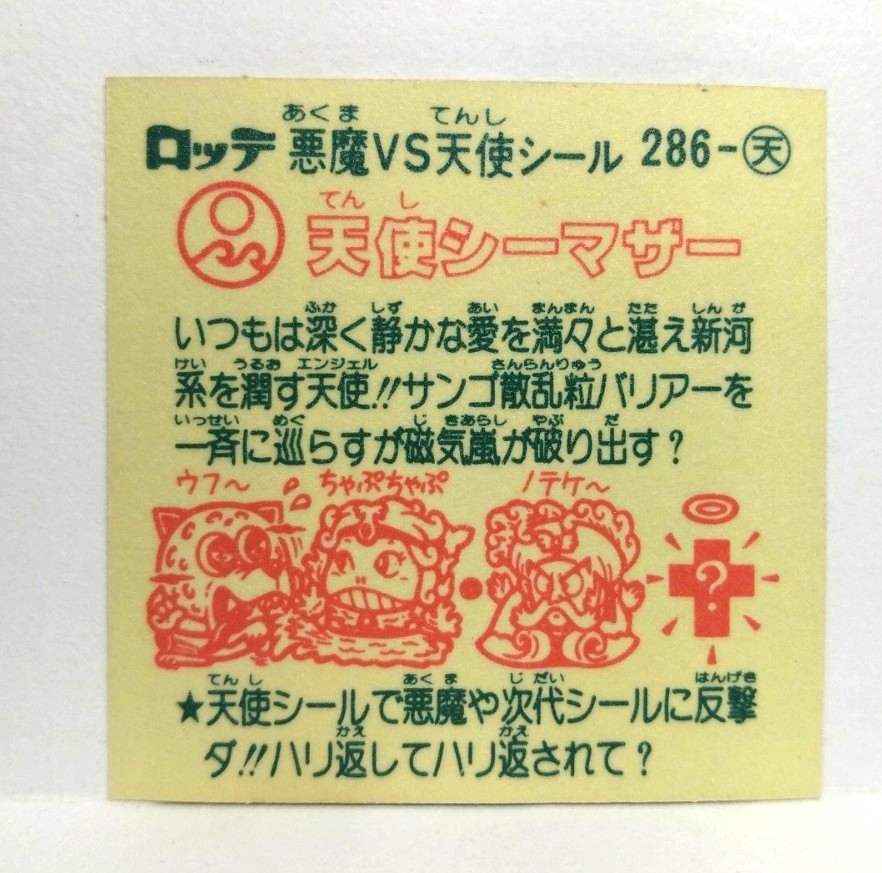 ロッテ 悪魔VS天使シール 286-天
あくま てんし
てんし
天使シーマザー
ふか しず あい まんまん たた しんが
いつもは深く静かな愛を満々と湛え新河
けい うるお エンジェル さんらんりゅう
系を潤す天使!!サンゴ散乱粒バリアーを
いっせい めぐ じ きあらし やぶ だ
一斉に巡らすが磁気嵐が破り出す?
ウフ〜 ちゃぷちゃぷ ノテケ〜
?
てんし あくま じだい はんげき
★天使シールで悪魔や次代シールに反撃
かえ かえ
ダ!!ハリ返してハリ返されて?